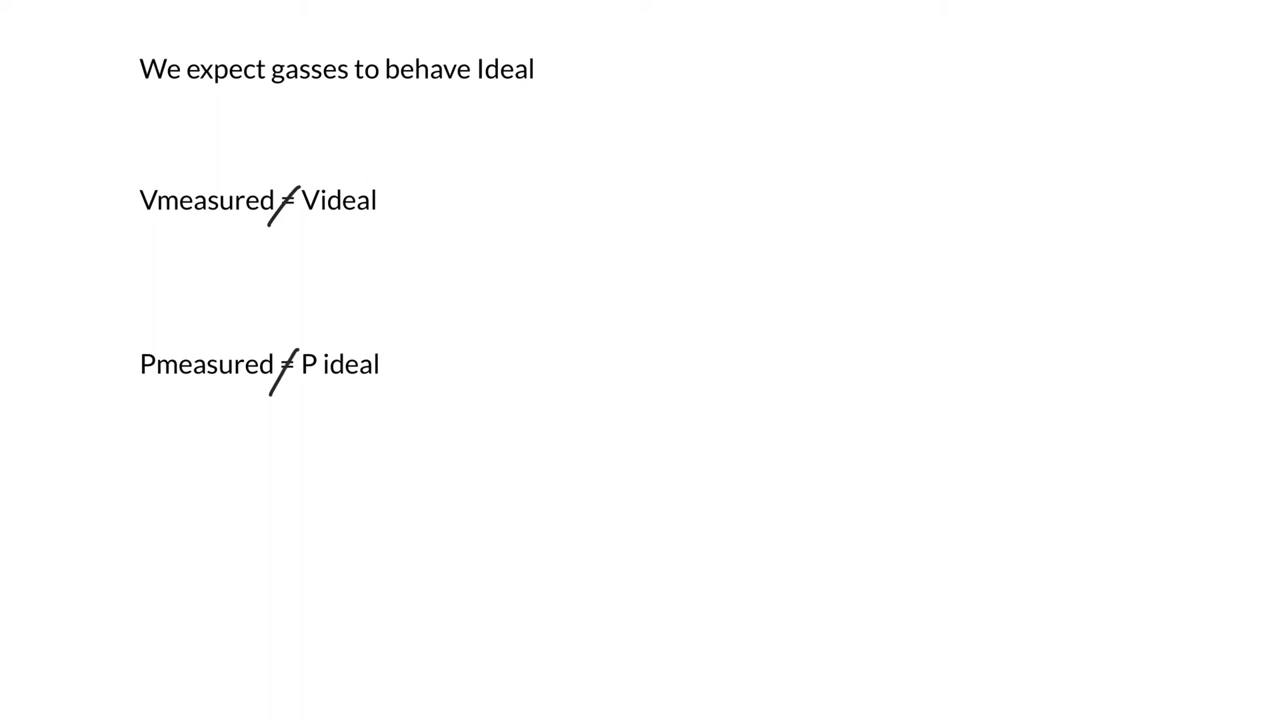 We expect gasses to behave Ideal
Vmeasured ≠ Videal
Pmeasured ≠ P ideal